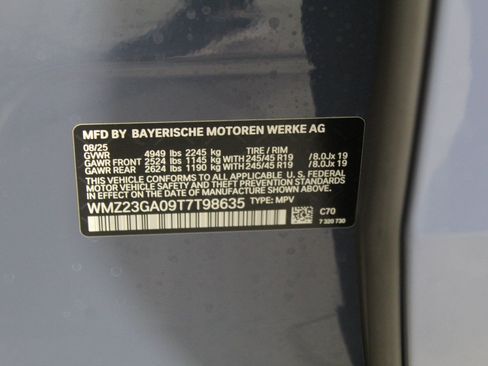 MFD BY BAYERISCHE MOTOREN WERKE AG
08/25
GVWR 4949 lbs 2245 kg TIRE / RIM
GAWR FRONT 2524 lbs 1145 kg WITH 245/45 R19 / 8.0Jx 19
GAWR REAR 2624 lbs 1190 kg WITH 245/45 R19 / 8.0Jx 19
THIS VEHICLE CONFORMS TO ALL APPLICABLE U.S. FEDERAL
MOTOR VEHICLE SAFETY AND THEFT PREVENTION STANDARDS
IN EFFECT ON THE DATE OF MANUFACTURE SHOWN ABOVE.
WMZ23GA09T7T98635 TYPE: MPV
C70
7 320 730